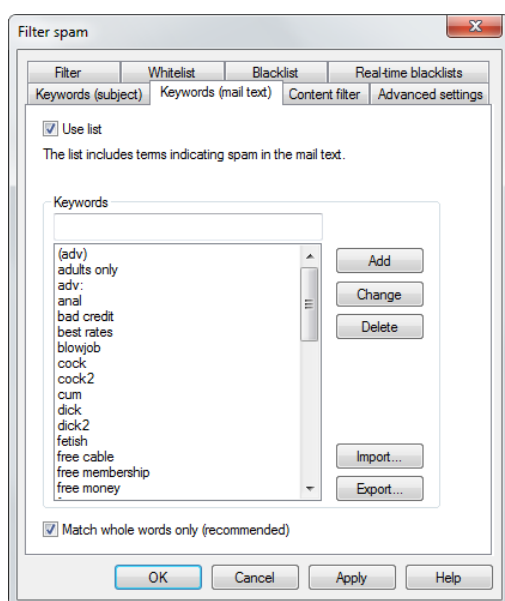 Filter spam
Filter
Whitelist
Blacklist
Real-time blacklists
Keywords (subject)
Keywords (mail text)
Content filter
Advanced settings
Use list
The list includes terms indicating spam in the mail text.
Keywords
(adv)
adults only
adv:
anal
bad credit
best rates
blowjob
cock
cock2
cum
dick
dick2
fetish
free cable
free membership
free money
Add
Change
Delete
Import...
Export...
Match whole words only (recommended)
OK
Cancel
Apply
Help